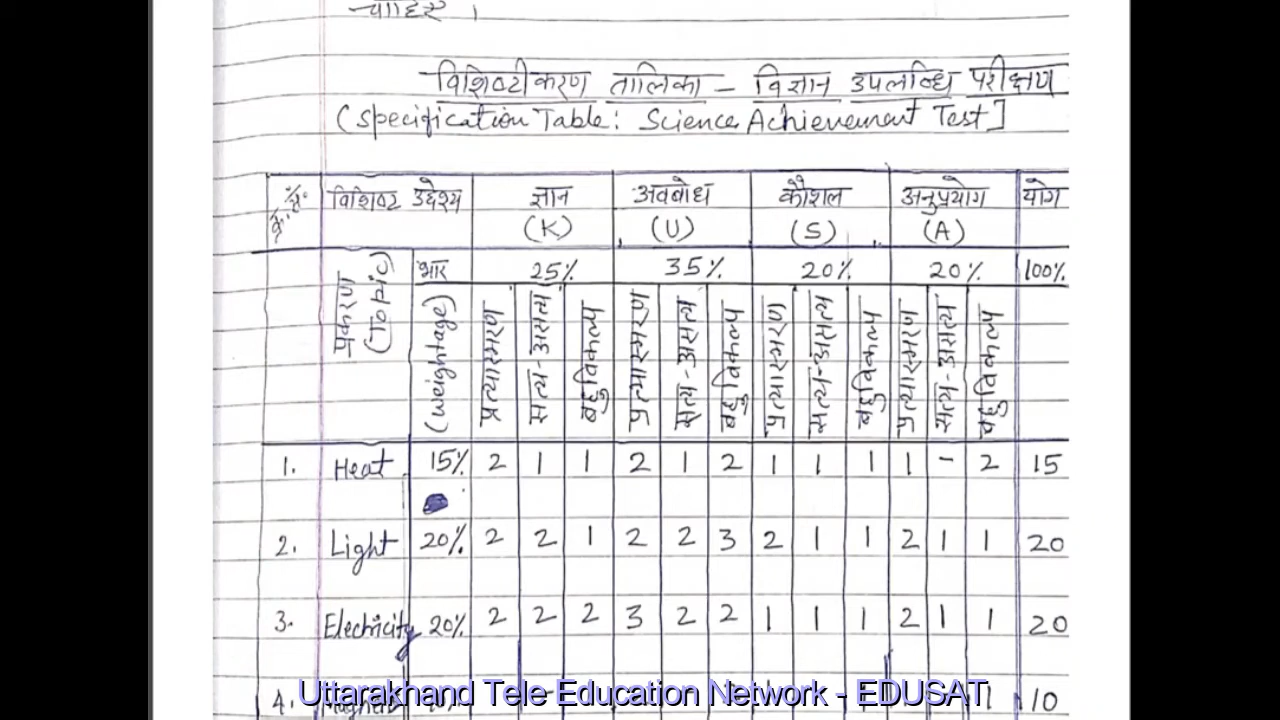 चाहिए ।
विशिष्टीकरण तालिका – विज्ञान उपलब्धि परीक्षण
(Specification Table: Science Achievement Test]
क्र.सं. विशिष्ट उद्देश्य ज्ञान अवबोध कौशल अनुप्रयोग योग
(K) (U) (S) (A)
प्रकरण (Topic) भार (weightage) 25% 35% 20% 20% 100%
प्रत्यास्मरण सत्य-असत्य बहुविकल्प प्रत्यास्मरण सत्य-असत्य बहुविकल्प प्रत्यास्मरण सत्य-असत्य बहुविकल्प प्रत्यास्मरण सत्य-असत्य बहुविकल्प
1. Heat 15% 2 1 1 2 1 2 1 1 1 1 - 2 15
2. Light 20% 2 2 1 2 2 3 2 1 1 2 1 1 20
3. Electricity 20% 2 2 2 3 2 2 1 1 1 2 1 1 20
4. 1 10
Uttarakhand Tele Education Network - EDUSAT